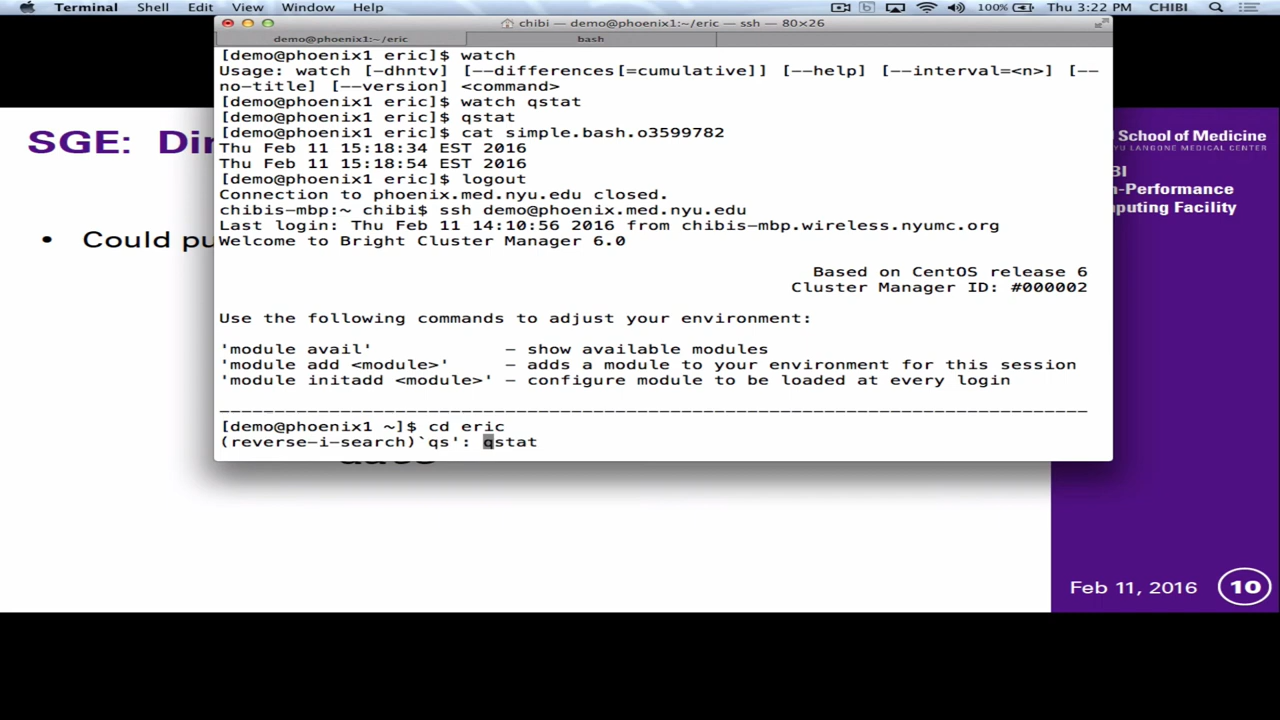 Terminal Shell Edit View Window Help 100% Thu 3:22 PM CHIBI
chibi — demo@phoenix1:~/eric — ssh — 80×26
demo@phoenix1:~/eric bash
[demo@phoenix1 eric]$ watch
Usage: watch [-dhntv] [--differences[=cumulative]] [--help] [--interval=<n>] [--
no-title] [--version] <command>
[demo@phoenix1 eric]$ watch qstat
[demo@phoenix1 eric]$ qstat
[demo@phoenix1 eric]$ cat simple.bash.o3599782
Thu Feb 11 15:18:34 EST 2016
Thu Feb 11 15:18:54 EST 2016
[demo@phoenix1 eric]$ logout
Connection to phoenix.med.nyu.edu closed.
chibis-mbp:~ chibi$ ssh demo@phoenix.med.nyu.edu
Last login: Thu Feb 11 14:10:56 2016 from chibis-mbp.wireless.nyumc.org
Welcome to Bright Cluster Manager 6.0
Based on CentOS release 6
Cluster Manager ID: #000002
Use the following commands to adjust your environment:
'module avail' - show available modules
'module add <module>' - adds a module to your environment for this session
'module initadd <module>' - configure module to be loaded at every login
-------------------------------------------------------------------------------
[demo@phoenix1 ~]$ cd eric
(reverse-i-search)`qs': qstat
SGE:
Could
School of Medicine
LANGONE MEDICAL CENTER
BI
-Performance
puting Facility
Feb 11, 2016 10